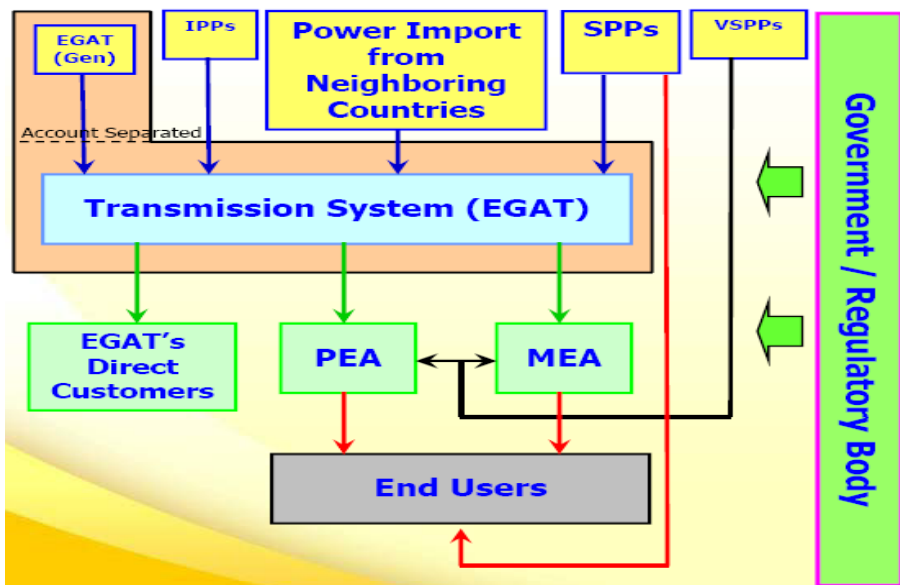 EGAT
(Gen)
IPPs
Power Import
from
Neighboring
Countries
SPPs
VSPPs
Account Separated
Transmission System (EGAT)
EGAT's
Direct
Customers
PEA
MEA
End Users
Government / Regulatory Body